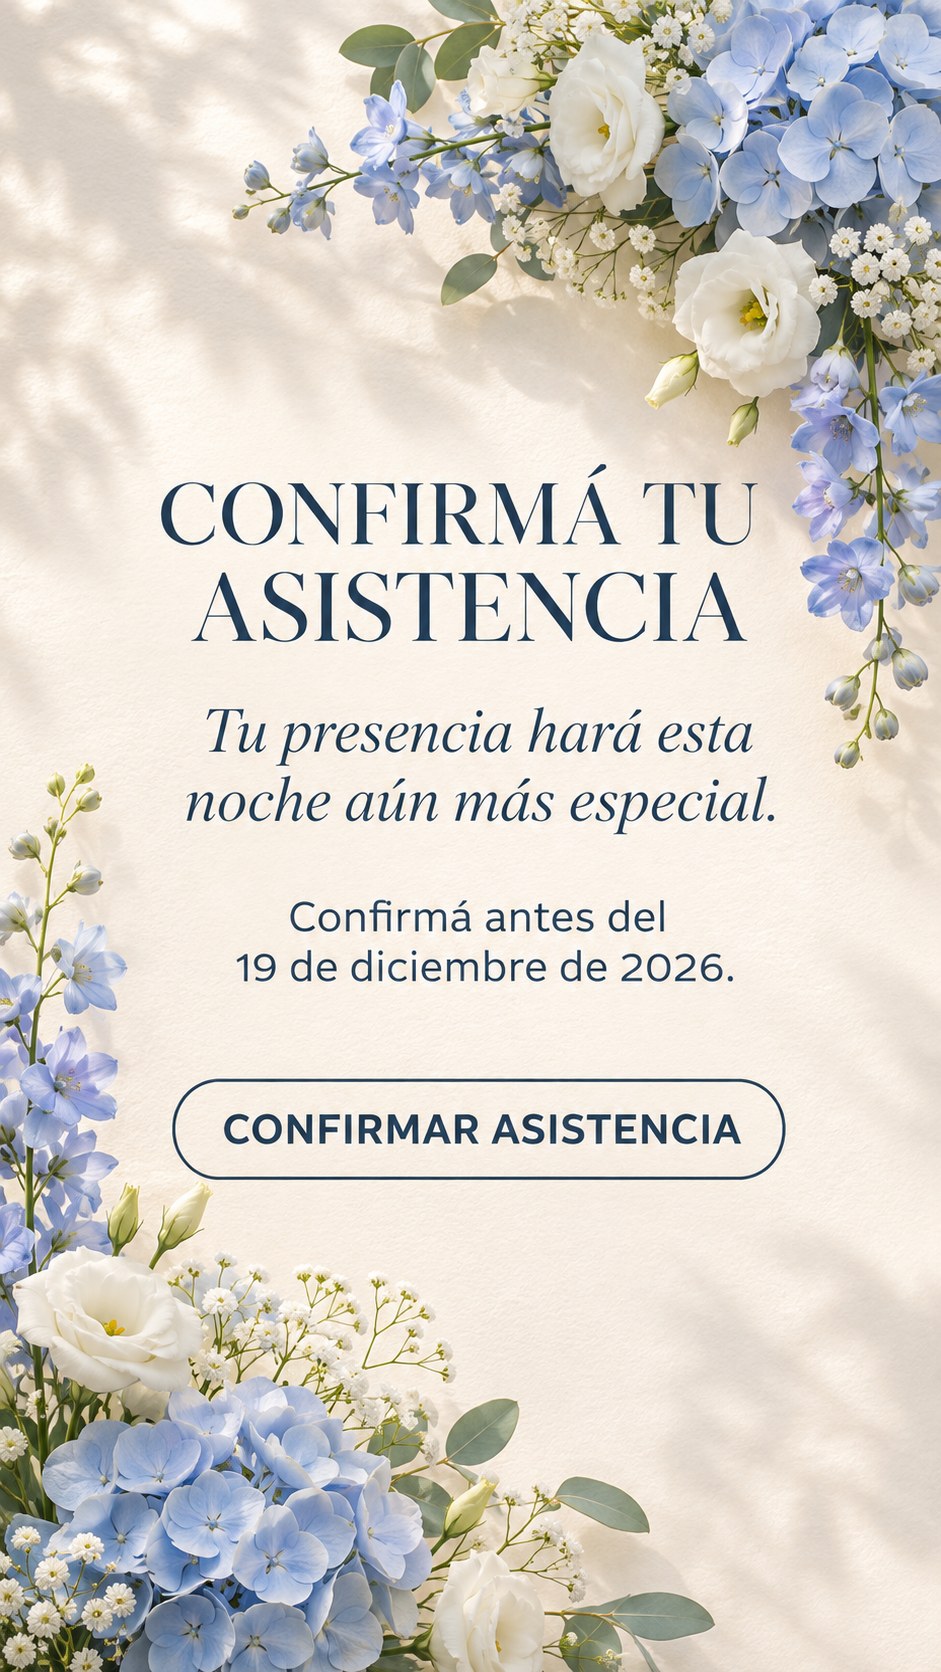 CONFIRMÁ TU
ASISTENCIA
Tu presencia hará esta
noche aún más especial.
Confirmá antes del
19 de diciembre de 2026.
CONFIRMAR ASISTENCIA